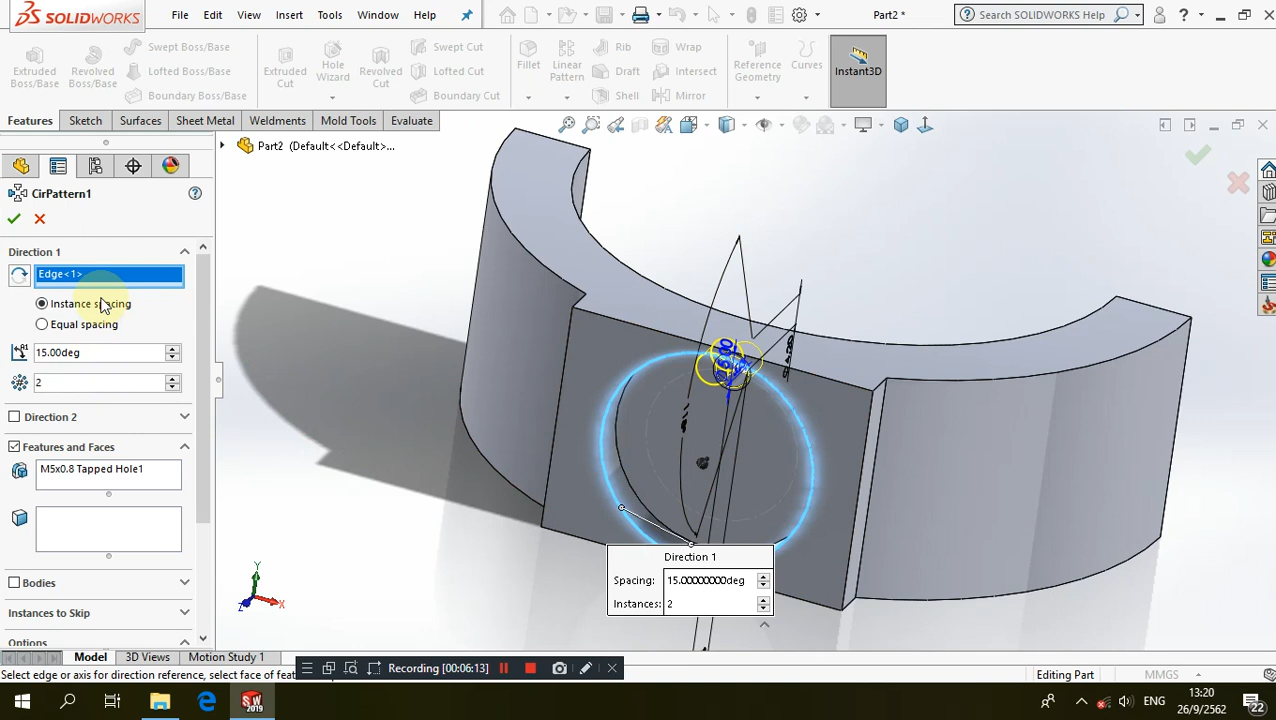 SOLIDWORKS
File Edit View Insert Tools Window Help
Part2 *
Search SOLIDWORKS Help
Extruded Boss/Base
Revolved Boss/Base
Swept Boss/Base
Lofted Boss/Base
Boundary Boss/Base
Extruded Cut
Hole Wizard
Revolved Cut
Swept Cut
Lofted Cut
Boundary Cut
Fillet
Linear Pattern
Rib
Draft
Shell
Wrap
Intersect
Mirror
Reference Geometry
Curves
Instant3D
Features Sketch Surfaces Sheet Metal Weldments Mold Tools Evaluate
Part2 (Default<<Default>...
CirPattern1
Direction 1
Edge<1>
Instance spacing
Equal spacing
15.00deg
2
Direction 2
Features and Faces
M5x0.8 Tapped Hole1
Bodies
Instances to Skip
Options
Direction 1
Spacing: 15.00000000deg
Instances: 2
Model 3D Views Motion Study 1
Recording [00:06:13]
Select edge or axis for direction reference, select face of feat
Editing Part
MMGS
SW 2019
ENG
13:20
26/9/2562
22